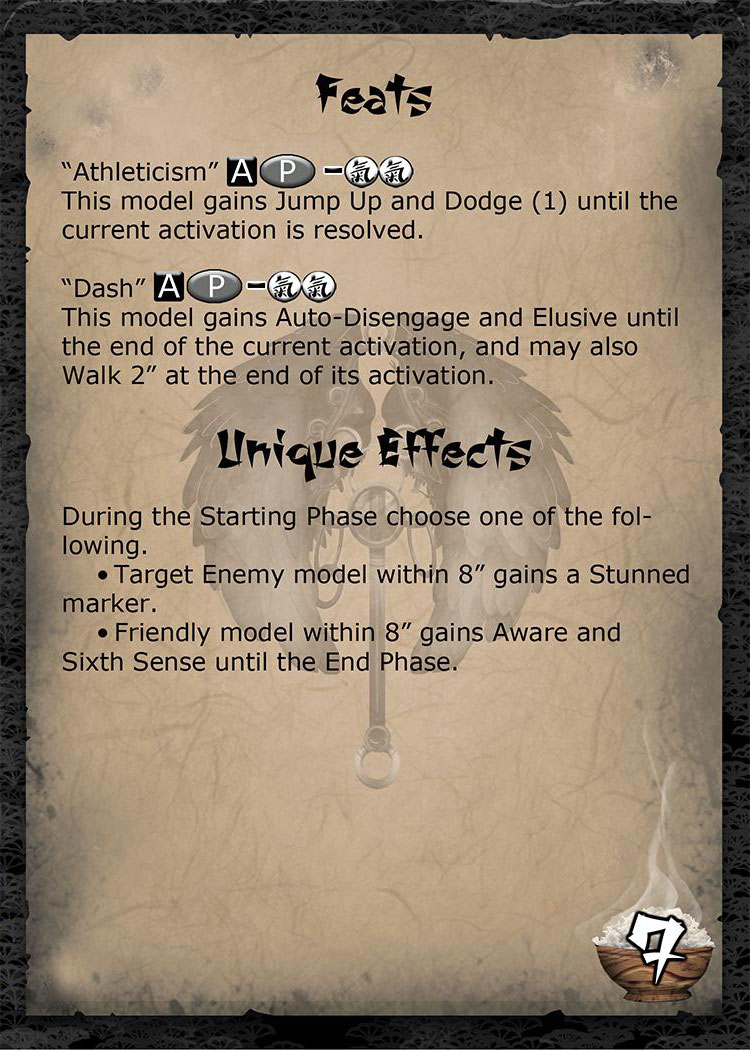 Feats
“Athleticism” A P –氣氣
This model gains Jump Up and Dodge (1) until the
current activation is resolved.
“Dash” A P –氣氣
This model gains Auto-Disengage and Elusive until
the end of the current activation, and may also
Walk 2” at the end of its activation.
Unique Effects
During the Starting Phase choose one of the fol-
lowing.
• Target Enemy model within 8” gains a Stunned
marker.
• Friendly model within 8” gains Aware and
Sixth Sense until the End Phase.
7